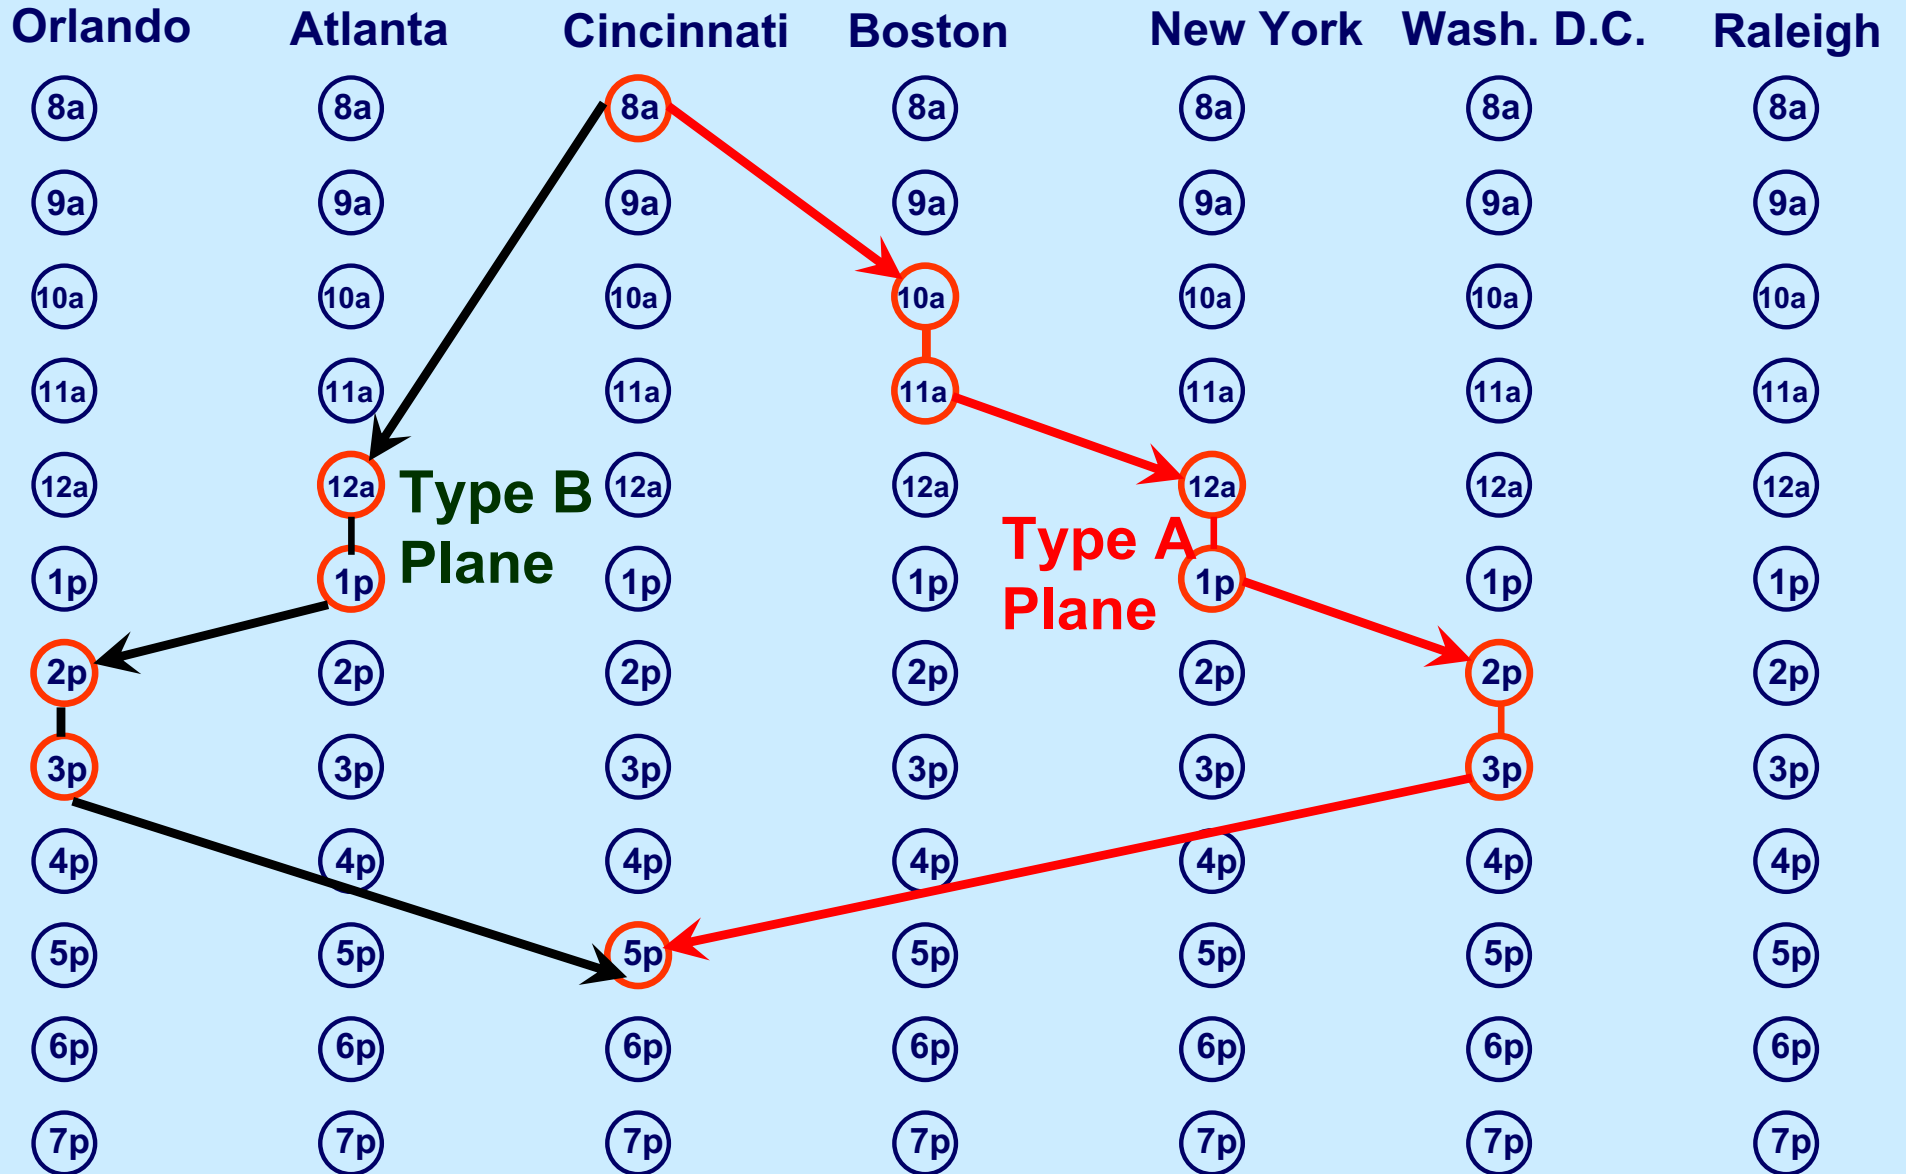 Orlando Atlanta Cincinnati Boston New York Wash. D.C. Raleigh
8a 8a 8a 8a 8a 8a 8a
9a 9a 9a 9a 9a 9a 9a
10a 10a 10a 10a 10a 10a 10a
11a 11a 11a 11a 11a 11a 11a
12a 12a 12a 12a 12a 12a 12a
Type B
Plane
Type A
Plane
1p 1p 1p 1p 1p 1p 1p
2p 2p 2p 2p 2p 2p 2p
3p 3p 3p 3p 3p 3p 3p
4p 4p 4p 4p 4p 4p 4p
5p 5p 5p 5p 5p 5p 5p
6p 6p 6p 6p 6p 6p 6p
7p 7p 7p 7p 7p 7p 7p